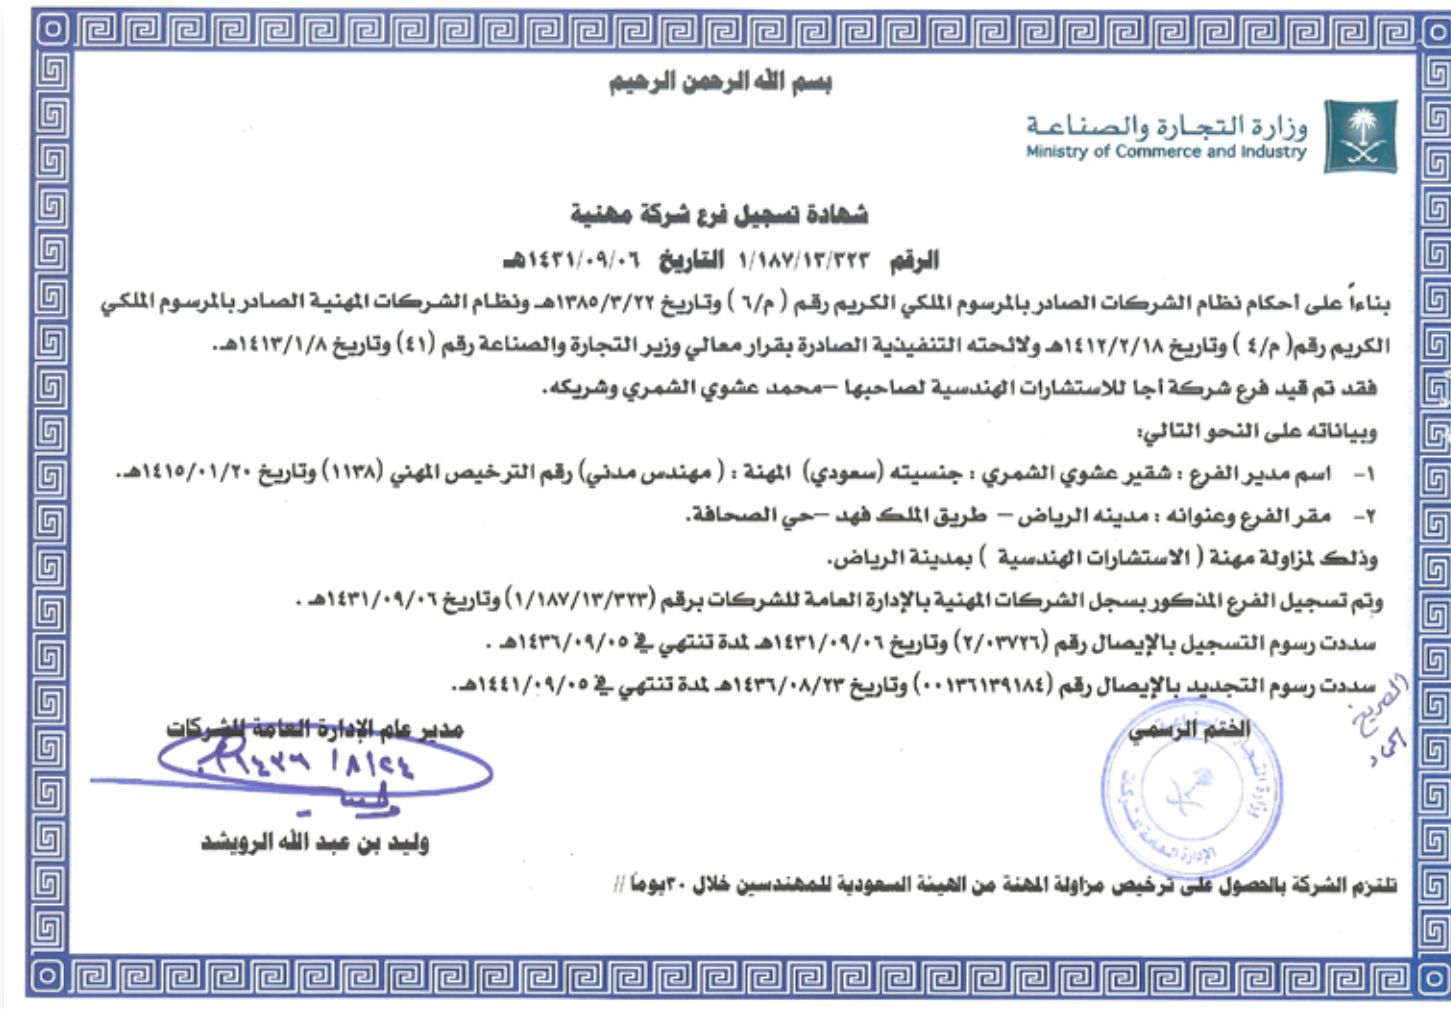 بسم الله الرحمن الرحيم
وزارة التجـارة والصنـاعـة
Ministry of Commerce and Industry
شهادة تسجيل فرع شركة مهنية
الرقم ١/١٨٧/١٣/٣٢٣ التاريخ ١٤٣١/٠٩/٠٦هـ
بناءاً على أحكام نظام الشركات الصادر بالمرسوم الملكي الكريم رقم ( م/٦ ) وتاريخ ١٣٨٥/٣/٢٢هـ ونظام الشركات المهنية الصادر بالمرسوم الملكي
الكريم رقم( م/٤ ) وتاريخ ١٤١٢/٢/١٨هـ ولائحته التنفيذية الصادرة بقرار معالي وزير التجارة والصناعة رقم (٤١) وتاريخ ١٤١٣/١/٨هـ.
فقد تم قيد فرع شركة أجا للاستشارات الهندسية لصاحبها –محمد عشوي الشمري وشريكه.
وبياناته على النحو التالي:
١- اسم مدير الفرع : شقير عشوي الشمري : جنسيته (سعودي) المهنة : ( مهندس مدني) رقم الترخيص المهني (١١٣٨) وتاريخ ١٤١٥/٠١/٢٠هـ.
٢- مقر الفرع وعنوانه : مدينه الرياض – طريق الملك فهد –حي الصحافة.
وذلك لمزاولة مهنة ( الاستشارات الهندسية ) بمدينة الرياض.
وتم تسجيل الفرع المذكور بسجل الشركات المهنية بالإدارة العامة للشركات برقم (١/١٨٧/١٣/٣٢٣) وتاريخ ١٤٣١/٠٩/٠٦هـ .
سددت رسوم التسجيل بالإيصال رقم (٢/٠٣٧٢٦) وتاريخ ١٤٣١/٠٩/٠٦هـ لمدة تنتهي في ١٤٣٦/٠٩/٠٥هـ .
سددت رسوم التجديد بالإيصال رقم (٠٠١٣٦١٣٩١٨٤) وتاريخ ١٤٣٦/٠٨/٢٣هـ لمدة تنتهي في ١٤٤١/٠٩/٠٥هـ.
الختم الرسمي
مدير عام الإدارة العامة للشركات
١٤٣٦/٨/٢٤
وزارة التجارة والصناعة
الإدارة العامة للشركات
وليد بن عبد الله الرويشد
تلتزم الشركة بالحصول على ترخيص مزاولة المهنة من الهيئة السعودية للمهندسين خلال ٣٠يوماً //